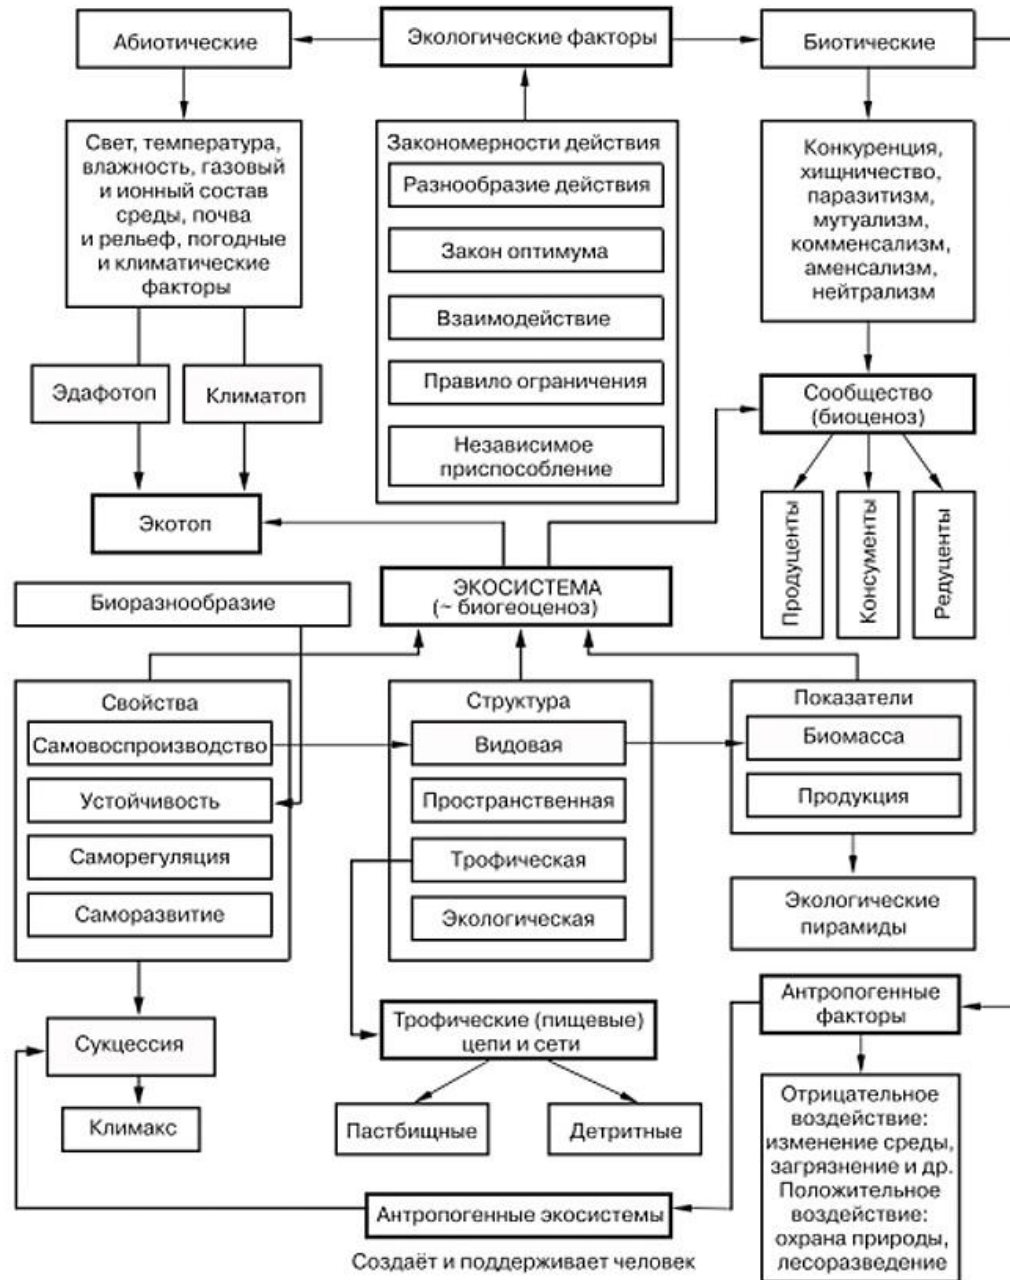 Абиотические
Экологические факторы
Биотические
Свет, температура,
влажность, газовый
и ионный состав
среды, почва
и рельеф, погодные
и климатические
факторы
Закономерности действия
Разнообразие действия
Закон оптимума
Взаимодействие
Правило ограничения
Независимое
приспособление
Конкуренция,
хищничество,
паразитизм,
мутуализм,
комменсализм,
аменсализм,
нейтрализм
Эдафотоп
Климатоп
Экотоп
Сообщество
(биоценоз)
Продуценты
Консументы
Редуценты
ЭКОСИСТЕМА
(~ биогеоценоз)
Биоразнообразие
Свойства
Самовоспроизводство
Устойчивость
Саморегуляция
Саморазвитие
Структура
Видовая
Пространственная
Трофическая
Экологическая
Показатели
Биомасса
Продукция
Экологические
пирамиды
Сукцессия
Климакс
Трофические (пищевые)
цепи и сети
Пастбищные
Детритные
Антропогенные
факторы
Отрицательное
воздействие:
изменение среды,
загрязнение и др.
Положительное
воздействие:
охрана природы,
лесоразведение
Антропогенные экосистемы
Создаёт и поддерживает человек